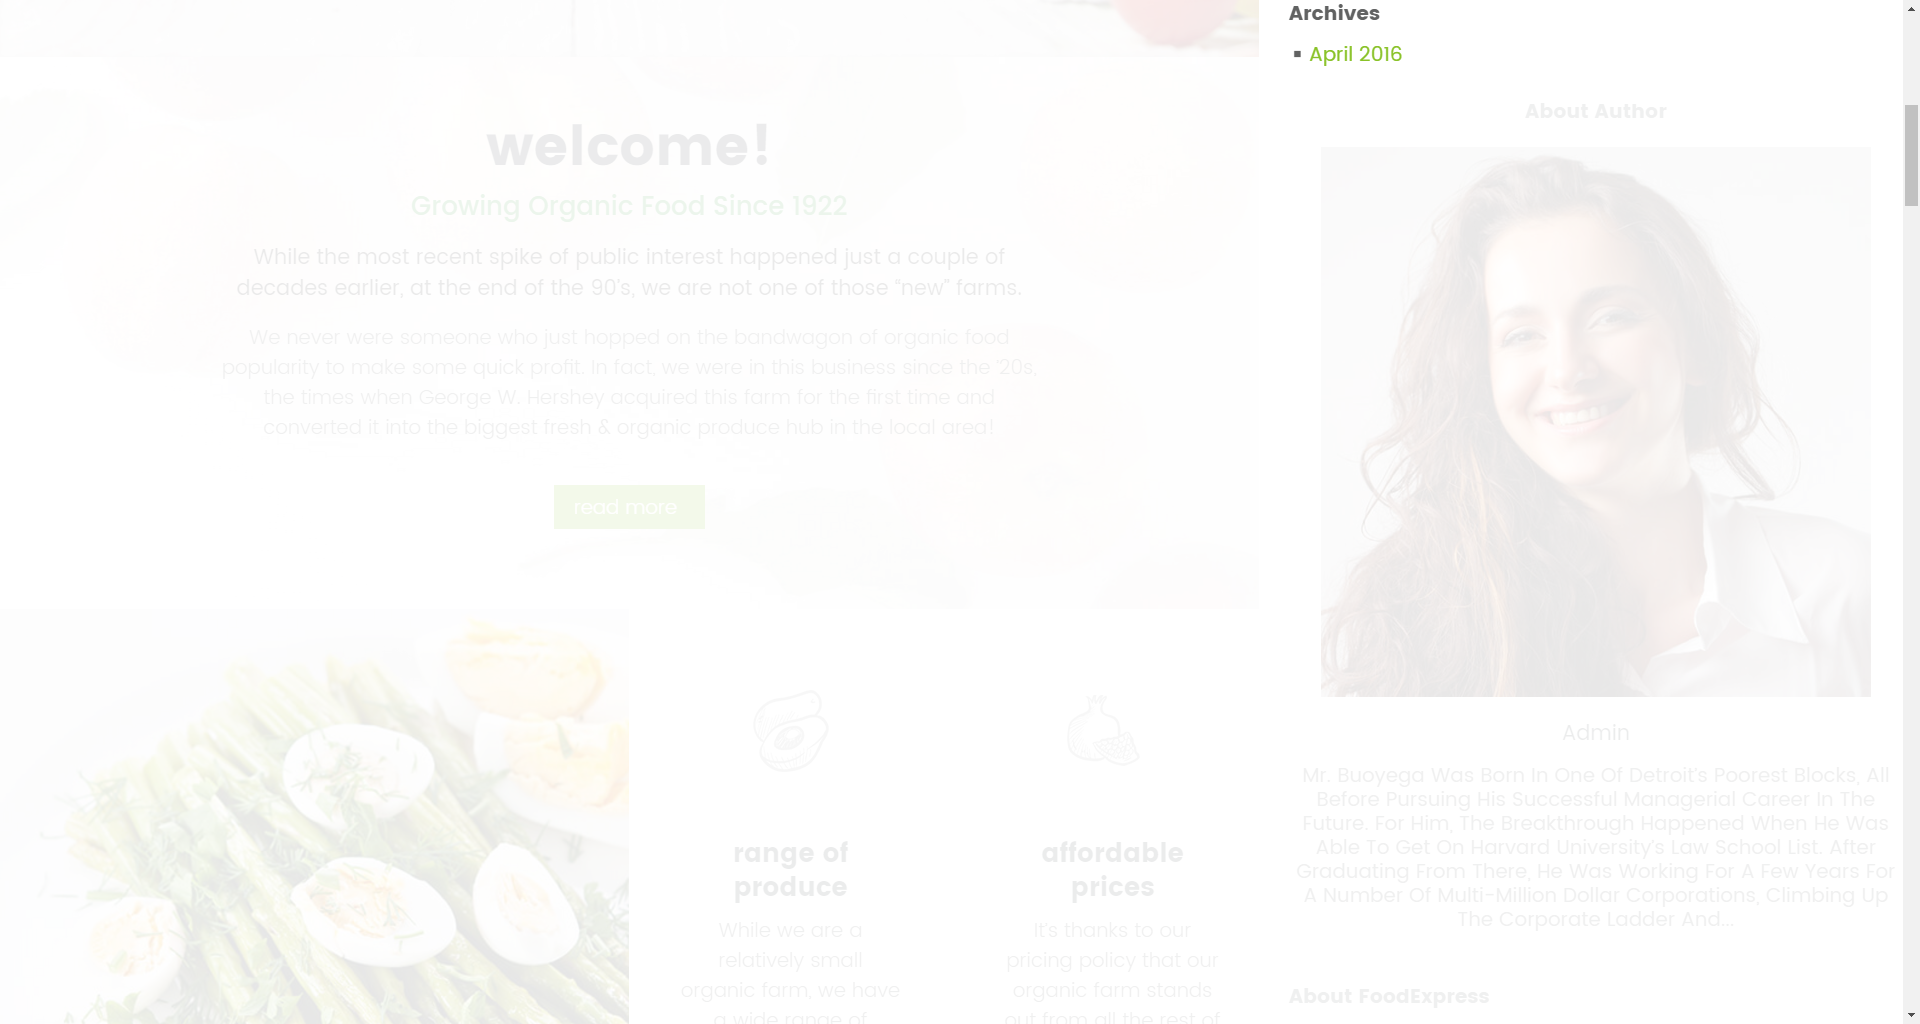 welcome!
Growing Organic Food Since 1922
While the most recent spike of public interest happened just a couple of
decades earlier, at the end of the 90's, we are not one of those "new" farms.
We never were someone who just hopped on the bandwagon of organic food
popularity to make some quick profit. In fact, we were in this business since the '20s,
the times when George W. Hershey acquired this farm for the first time and
converted it into the biggest fresh & organic produce hub in the local area!
read more
range of
produce
While we are a
relatively small
organic farm, we have
a wide range of
affordable
prices
It's thanks to our
pricing policy that our
organic farm stands
out from all the rest of
Archives
April 2016
About Author
Admin
Mr. Buoyega Was Born In One Of Detroit's Poorest Blocks, All
Before Pursuing His Successful Managerial Career In The
Future. For Him, The Breakthrough Happened When He Was
Able To Get On Harvard University's Law School List. After
Graduating From There, He Was Working For A Few Years For
A Number Of Multi-Million Dollar Corporations, Climbing Up
The Corporate Ladder And...
About FoodExpress